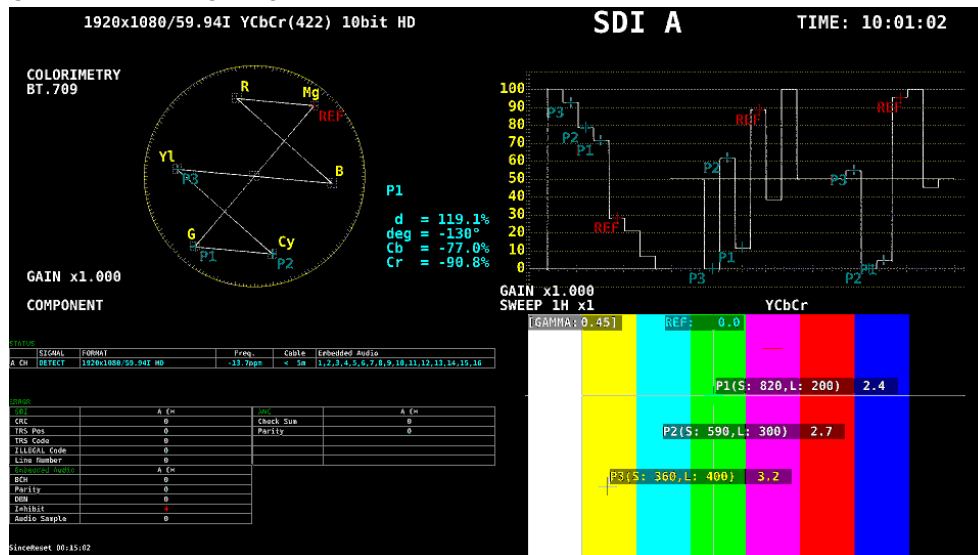 1920x1080/59.94I YCbCr(422) 10bit HD
SDI A
TIME: 10:01:02
COLORIMETRY
BT.709
R
Mg
REF
Yl
P3
B
G
P1
Cy
P2
P1
d = 119.1%
deg = -130°
Cb = -77.0%
Cr = -90.8%
GAIN x1.000
COMPONENT
100
90
80
70
60
50
40
30
20
10
0
P3
P2
P1
REF
REF
P2
P1
P3
REF
P3
P2
P1
GAIN x1.000
SWEEP 1H x1
YCbCr
STATUS
SIGNAL FORMAT Freq. Cable Embedded Audio
A CH DETECT 1920x1080/59.94I HD -13.7ppm < 5m 1,2,3,4,5,6,7,8,9,10,11,12,13,14,15,16
ERROR
SDI A CH
CRC 0
TRS Pos 0
TRS Code 0
ILLEGAL Code 0
Line Number 0
Embedded Audio A CH
BCH 0
Parity 0
DBN 0
Inhibit
Audio Sample 0
ANC A CH
Check Sum 0
Parity 0
SinceReset 00:15:02
[GAMMA:0.45]
REF: 0.0
P1(S: 820,L: 200) 2.4
P2(S: 590,L: 300) 2.7
P3(S: 360,L: 400) 3.2